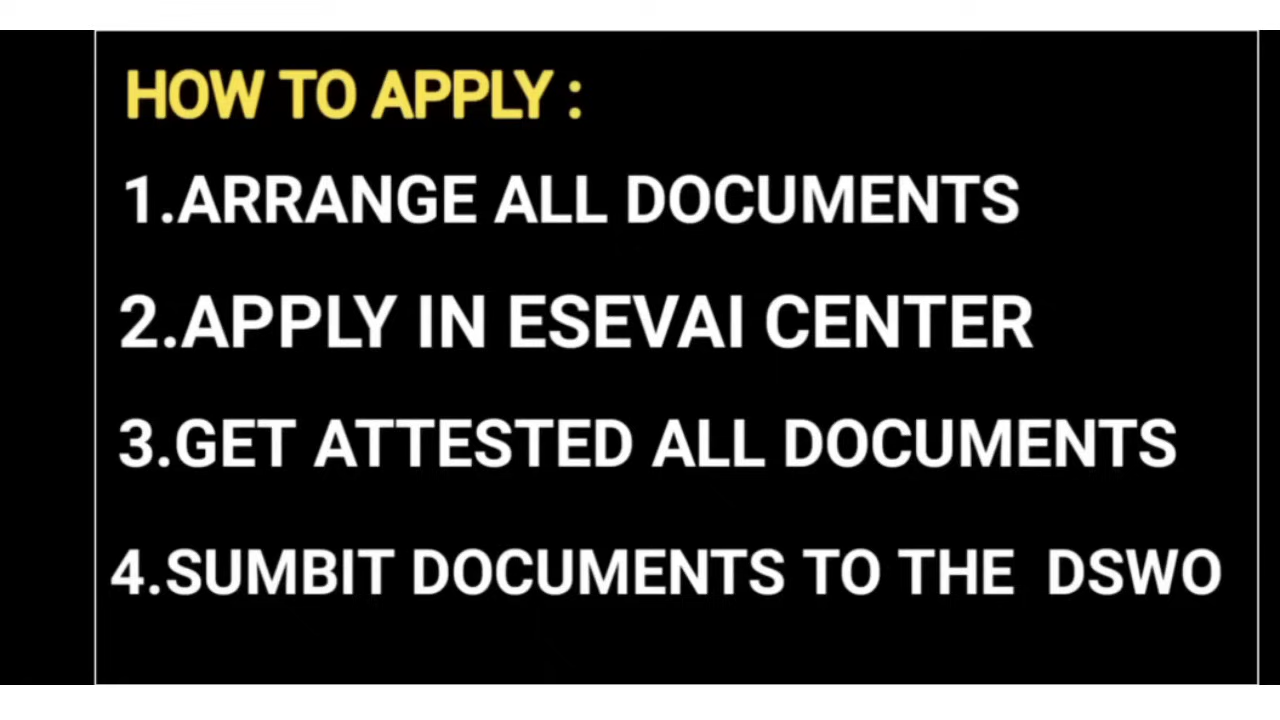 HOW TO APPLY :
1.ARRANGE ALL DOCUMENTS
2.APPLY IN ESEVAI CENTER
3.GET ATTESTED ALL DOCUMENTS
4.SUMBIT DOCUMENTS TO THE DSWO